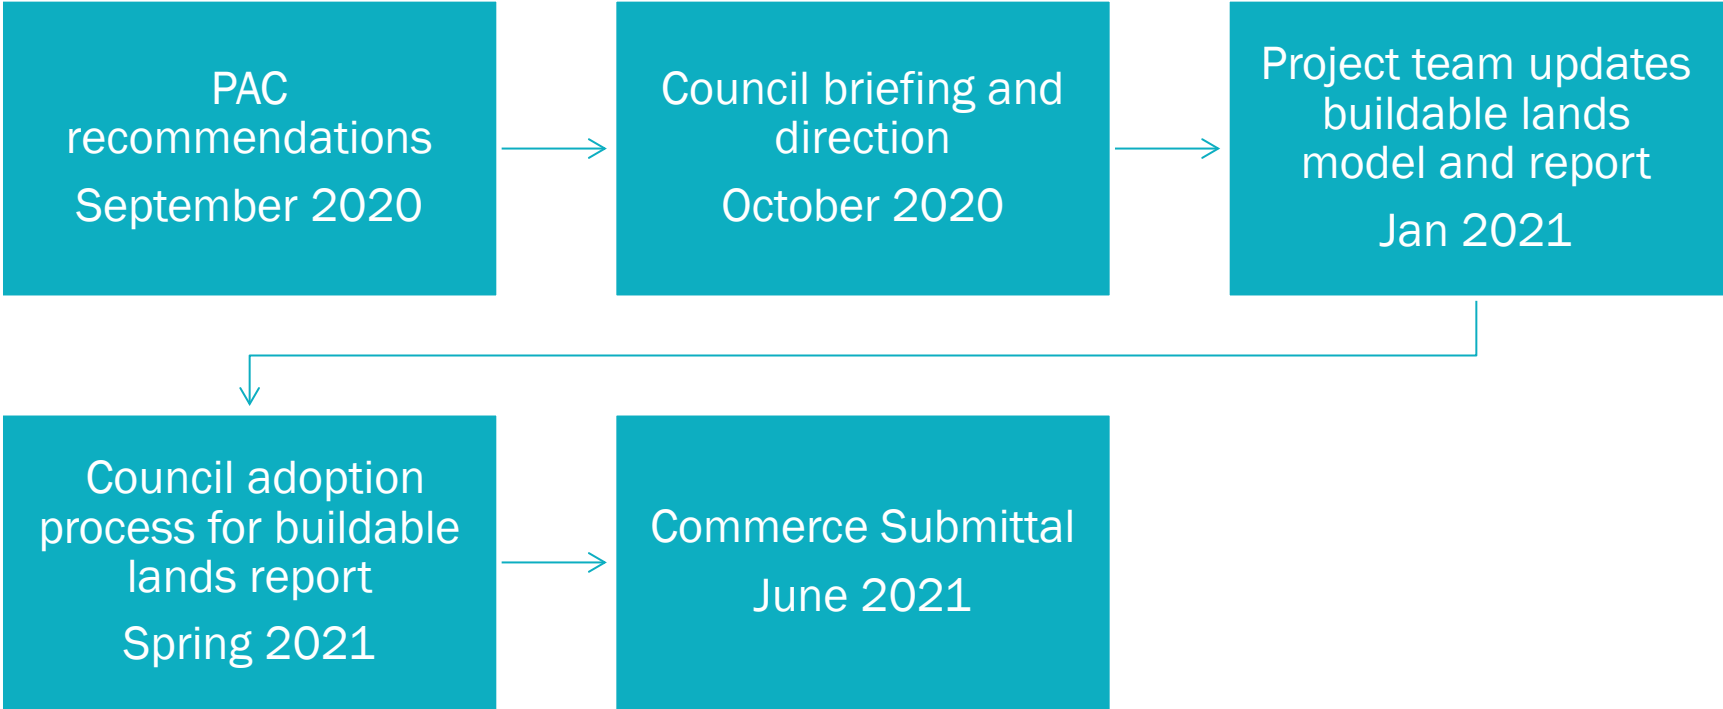 PAC
recommendations
September 2020
Council briefing and
direction
October 2020
Project team updates
buildable lands
model and report
Jan 2021
Council adoption
process for buildable
lands report
Spring 2021
Commerce Submittal
June 2021